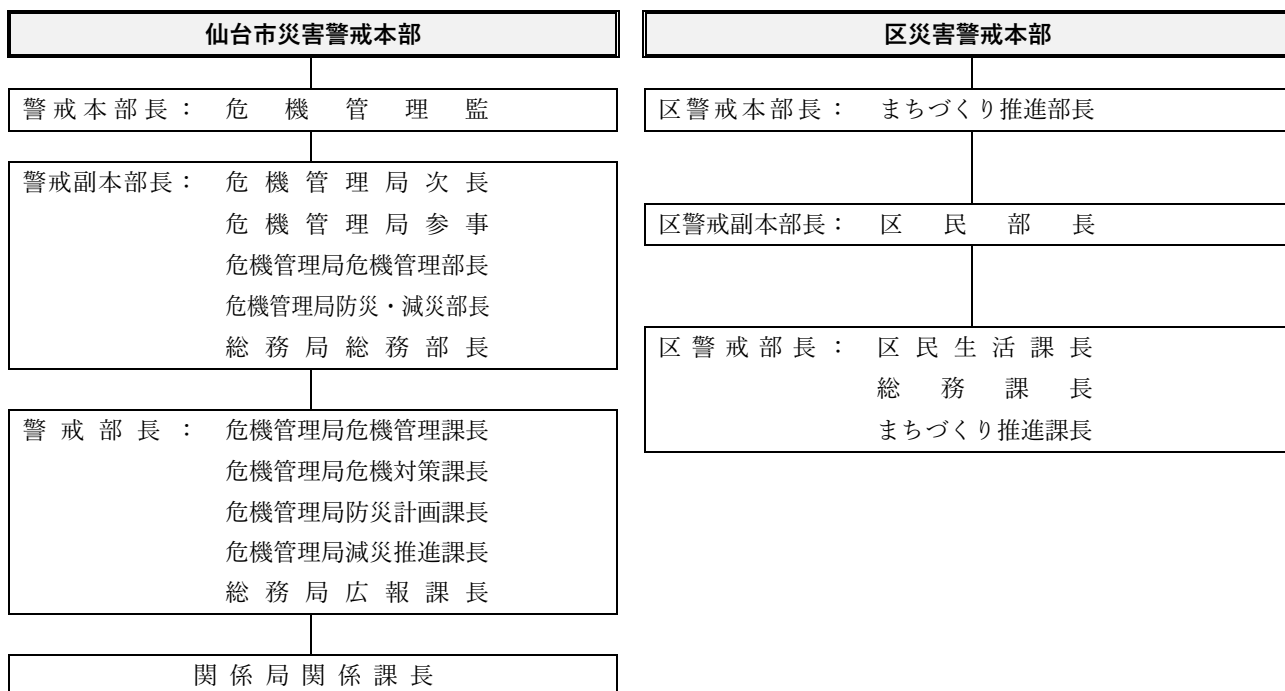 仙台市災害警戒本部
警戒本部長： 危機管理監
警戒副本部長： 危機管理局次長
危機管理局参事
危機管理局危機管理部長
危機管理局防災・減災部長
総務局総務部長
警戒部長： 危機管理局危機管理課長
危機管理局危機対策課長
危機管理局防災計画課長
危機管理局減災推進課長
総務局広報課長
関係局関係課長
区災害警戒本部
区警戒本部長： まちづくり推進部長
区警戒副本部長： 区民部長
区警戒部長： 区民生活課長
総務課長
まちづくり推進課長